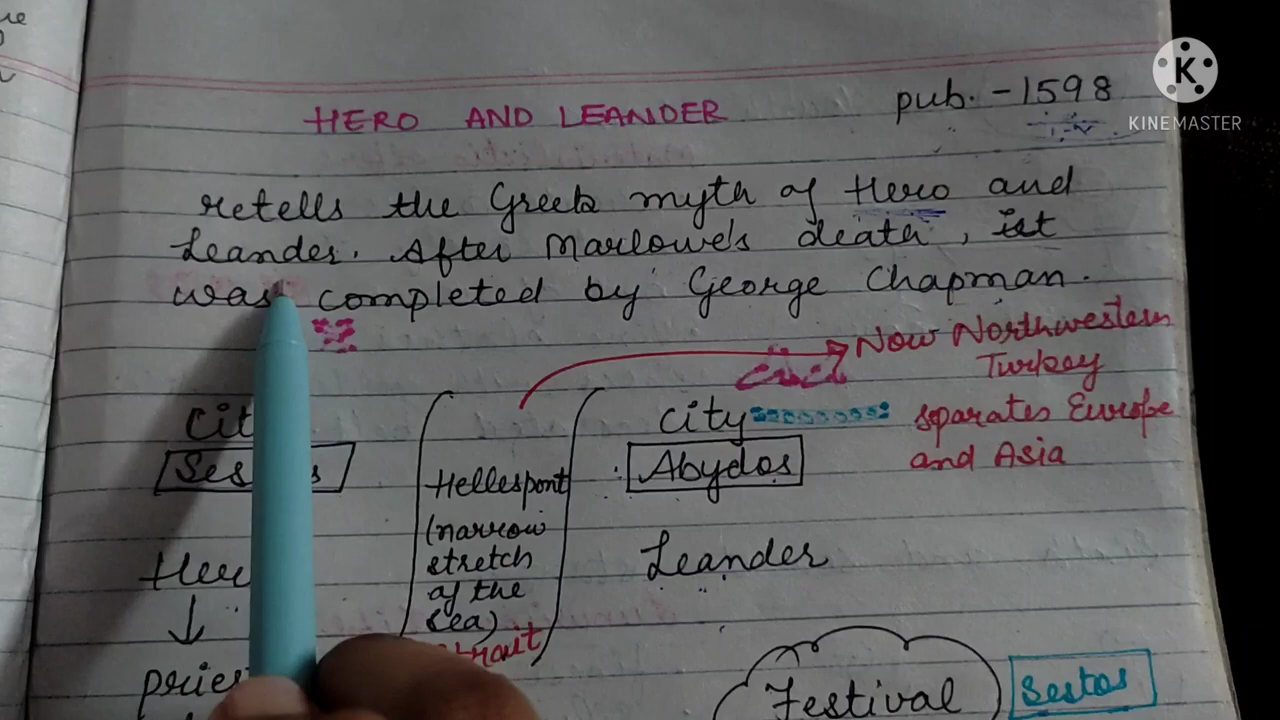 HERO AND LEANDER
pub. - 1598
retells the Greek myth of Hero and
Leander. After Marlowe's death, it
was completed by George Chapman.
Now Northwestern
Turkey
separates Europe
and Asia
City
Hellespont
(narrow
stretch
of the
sea)
strait
City
Abydos
Leander
Festival
Sestos
K
KINEMASTER